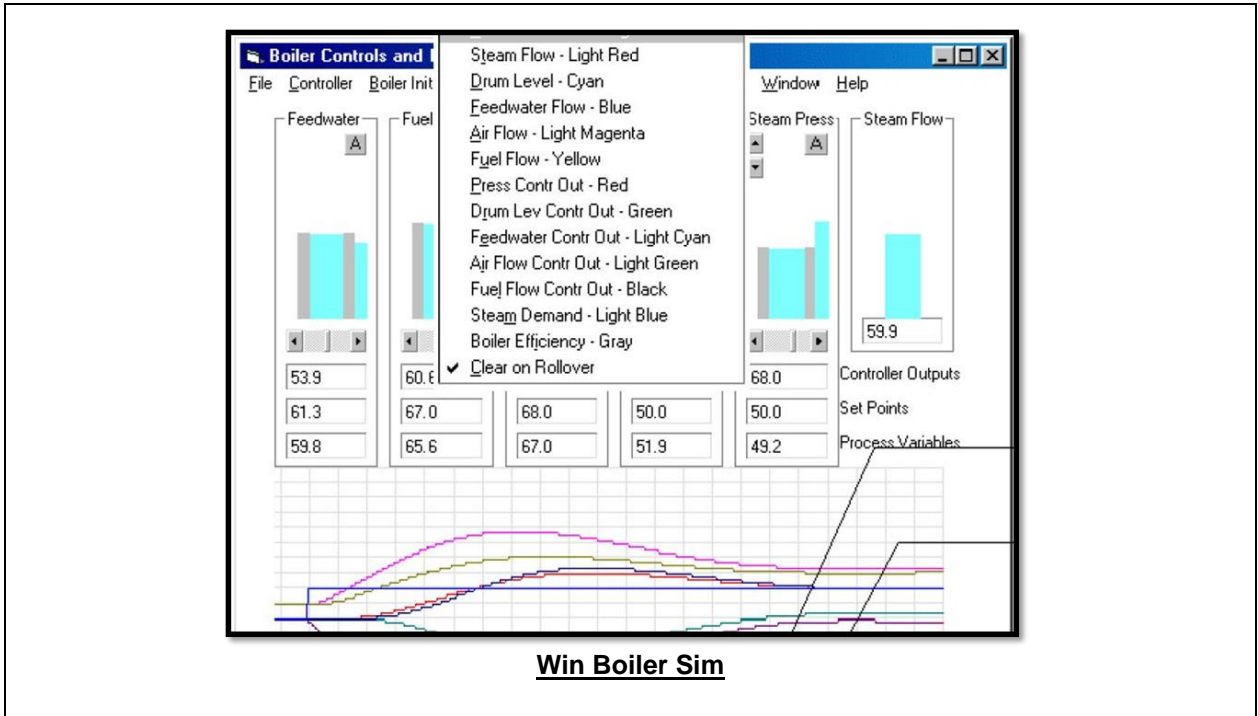 Boiler Controls and
File Controller Boiler Init Window Help
Steam Flow - Light Red
Drum Level - Cyan
Feedwater Flow - Blue
Air Flow - Light Magenta
Fuel Flow - Yellow
Press Contr Out - Red
Drum Lev Contr Out - Green
Feedwater Contr Out - Light Cyan
Air Flow Contr Out - Light Green
Fuel Flow Contr Out - Black
Steam Demand - Light Blue
Boiler Efficiency - Gray
Clear on Rollover
Feedwater Fuel Steam Press Steam Flow
A A
59.9
53.9 60.6 68.0 Controller Outputs
61.3 67.0 68.0 50.0 50.0 Set Points
59.8 65.6 67.0 51.9 49.2 Process Variables
Win Boiler Sim